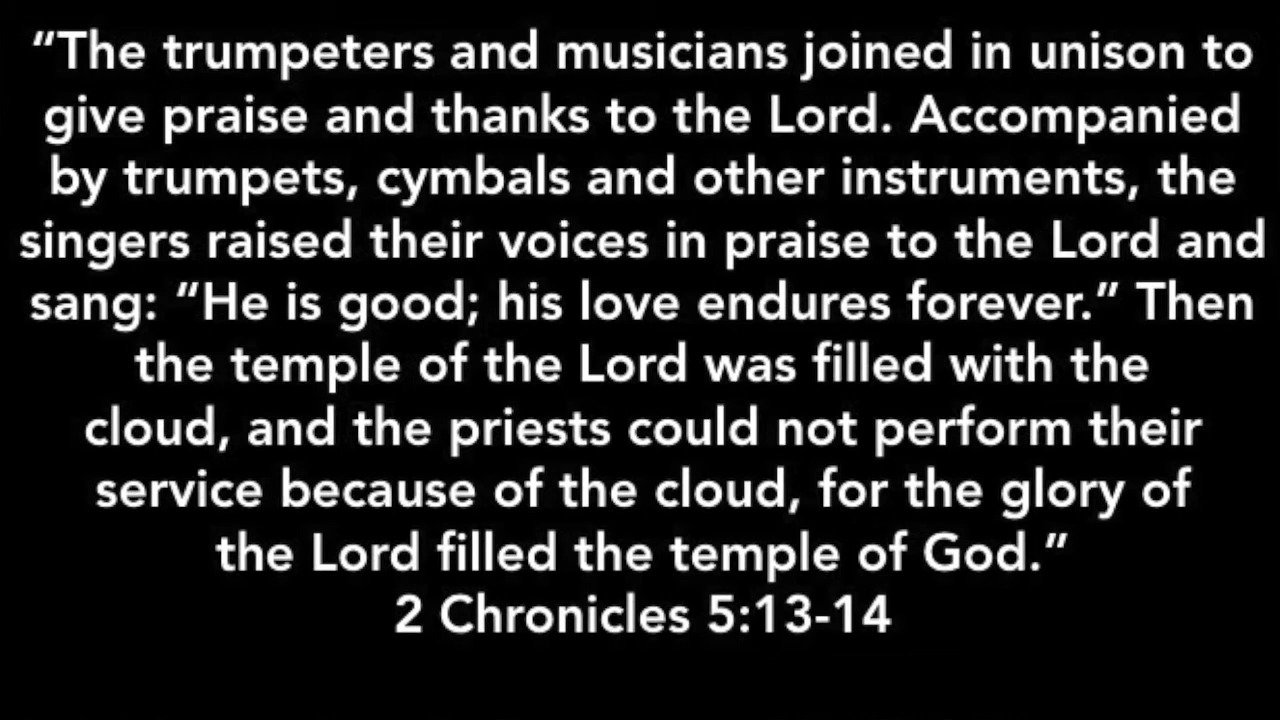 “The trumpeters and musicians joined in unison to
give praise and thanks to the Lord. Accompanied
by trumpets, cymbals and other instruments, the
singers raised their voices in praise to the Lord and
sang: “He is good; his love endures forever.” Then
the temple of the Lord was filled with the
cloud, and the priests could not perform their
service because of the cloud, for the glory of
the Lord filled the temple of God.”
2 Chronicles 5:13-14